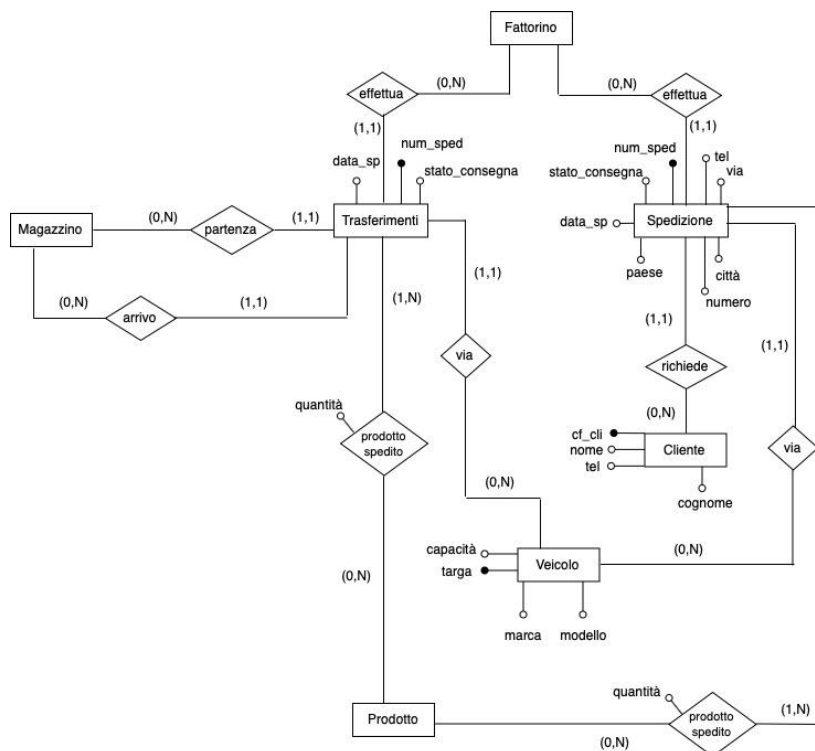 Fattorino
effettua
(0,N)
(0,N)
effettua
(1,1)
(1,1)
data_sp
num_sped
stato_consegna
num_sped
tel
via
stato_consegna
Magazzino
(0,N)
partenza
(1,1)
Trasferimenti
data_sp
Spedizione
paese
città
numero
(0,N)
arrivo
(1,1)
(1,N)
(1,1)
(1,1)
(1,1)
via
richiede
quantità
prodotto
spedito
(0,N)
cf_cli
nome
tel
Cliente
via
cognome
(0,N)
(0,N)
capacità
targa
Veicolo
(0,N)
marca
modello
quantità
Prodotto
prodotto
spedito
(1,N)
(0,N)